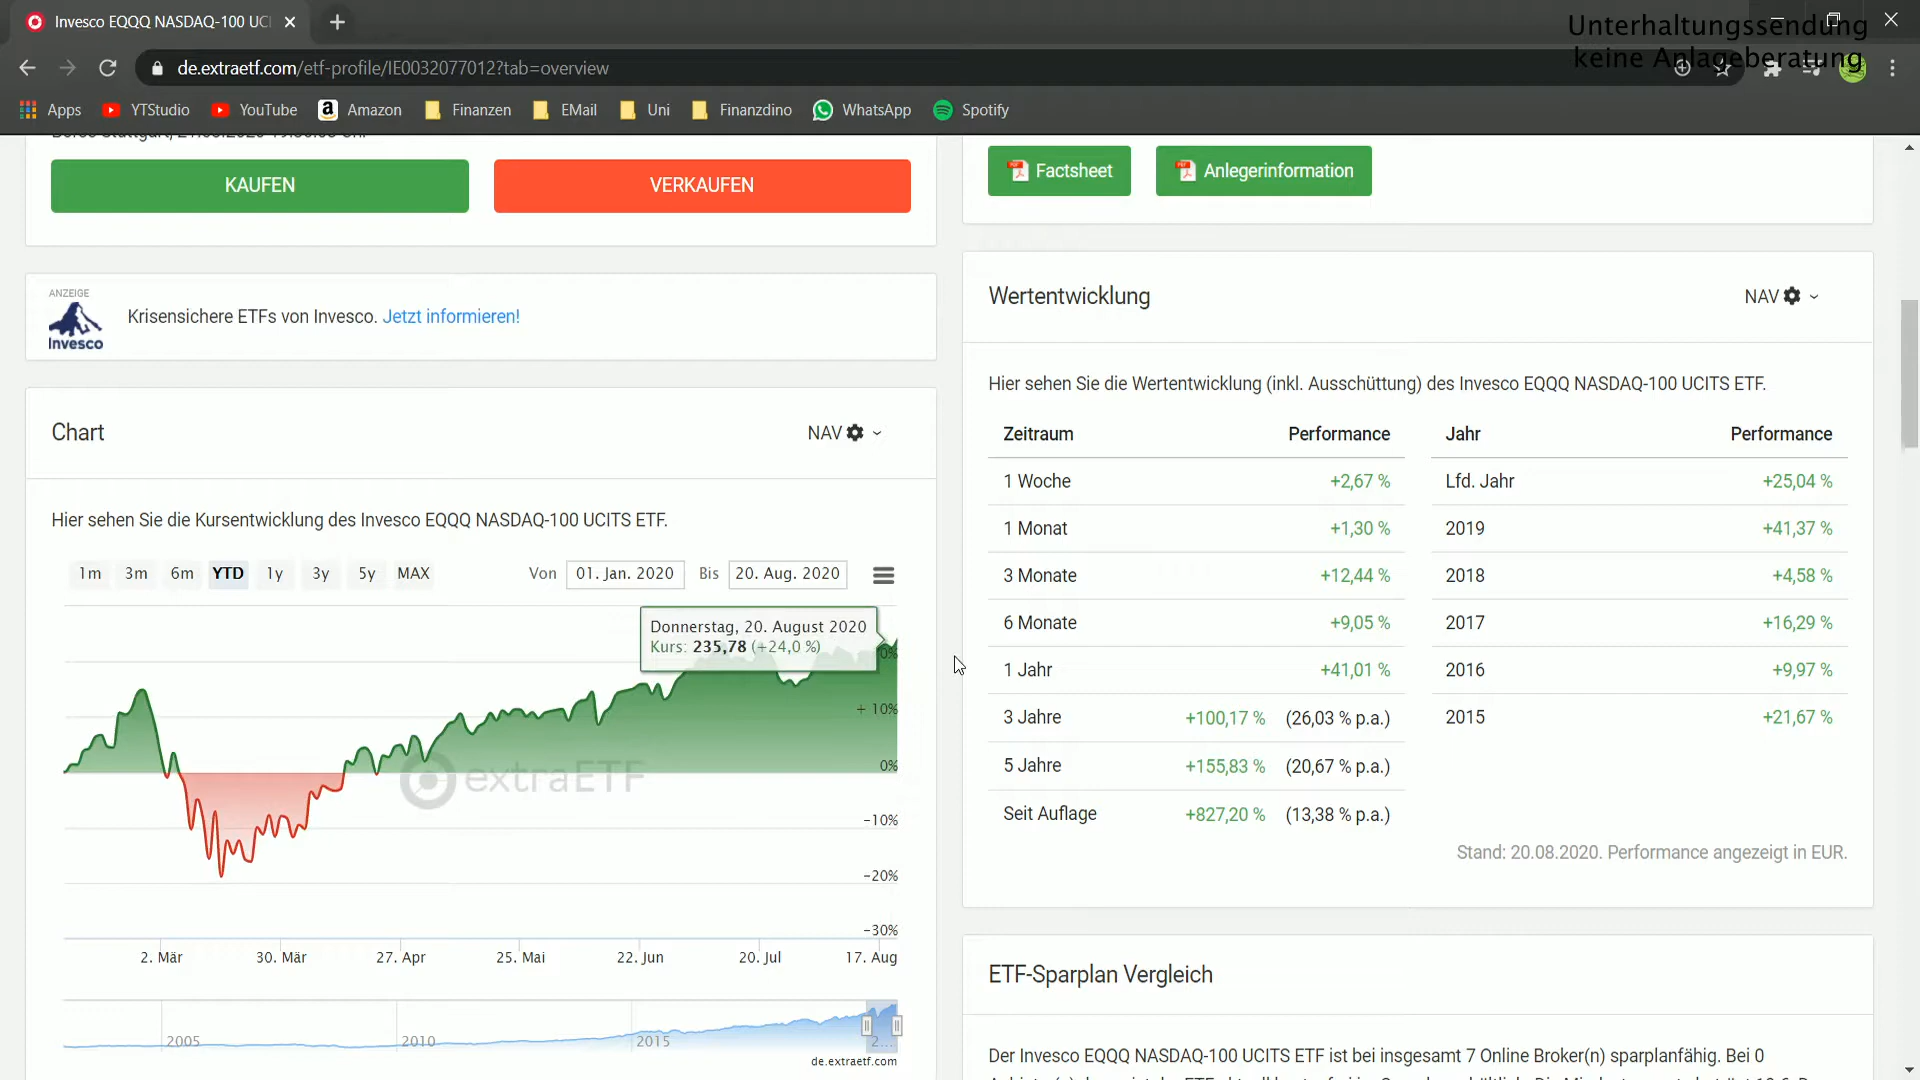 Invesco EQQQ NASDAQ-100 UCI
Unterhaltungssendung
keine Anlageberatung
de.extraetf.com/etf-profile/IE0032077012?tab=overview
Apps YTStudio YouTube Amazon Finanzen EMail Uni Finanzdino WhatsApp Spotify
KAUFEN VERKAUFEN
Factsheet Anlegerinformation
ANZEIGE
Invesco
Krisensichere ETFs von Invesco. Jetzt informieren!
Chart NAV
Hier sehen Sie die Kursentwicklung des Invesco EQQQ NASDAQ-100 UCITS ETF.
1m 3m 6m YTD 1y 3y 5y MAX Von 01. Jan. 2020 Bis 20. Aug. 2020
Donnerstag, 20. August 2020
Kurs: 235,78 (+24,0 %)
0%
+ 10%
0%
extraETF
-10%
-20%
-30%
2. Mär 30. Mär 27. Apr 25. Mai 22. Jun 20. Jul 17. Aug
2005 2010 2015 2...
de.extraetf.com
Wertentwicklung NAV
Hier sehen Sie die Wertentwicklung (inkl. Ausschüttung) des Invesco EQQQ NASDAQ-100 UCITS ETF.
Zeitraum Performance
1 Woche +2,67 %
1 Monat +1,30 %
3 Monate +12,44 %
6 Monate +9,05 %
1 Jahr +41,01 %
3 Jahre +100,17 % (26,03 % p.a.)
5 Jahre +155,83 % (20,67 % p.a.)
Seit Auflage +827,20 % (13,38 % p.a.)
Jahr Performance
Lfd. Jahr +25,04 %
2019 +41,37 %
2018 +4,58 %
2017 +16,29 %
2016 +9,97 %
2015 +21,67 %
Stand: 20.08.2020. Performance angezeigt in EUR.
ETF-Sparplan Vergleich
Der Invesco EQQQ NASDAQ-100 UCITS ETF ist bei insgesamt 7 Online Broker(n) sparplanfähig. Bei 0